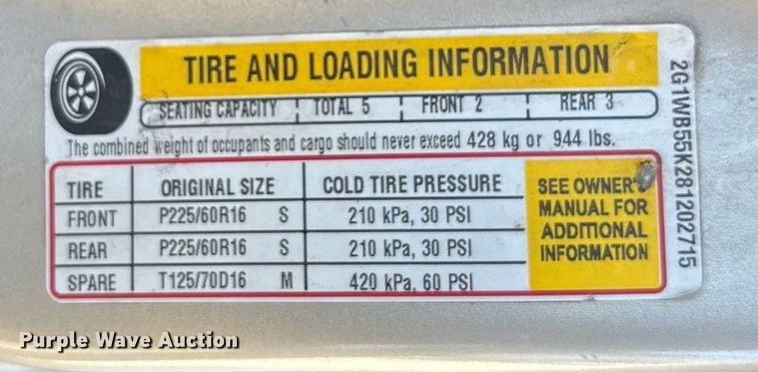 TIRE AND LOADING INFORMATION
SEATING CAPACITY TOTAL 5 FRONT 2 REAR 3
The combined weight of occupants and cargo should never exceed 428 kg or 944 lbs.
TIRE ORIGINAL SIZE COLD TIRE PRESSURE
FRONT P225/60R16 S 210 kPa, 30 PSI
REAR P225/60R16 S 210 kPa, 30 PSI
SPARE T125/70D16 M 420 kPa, 60 PSI
SEE OWNER'S
MANUAL FOR
ADDITIONAL
INFORMATION
2G1WB55K281202715
Purple Wave Auction